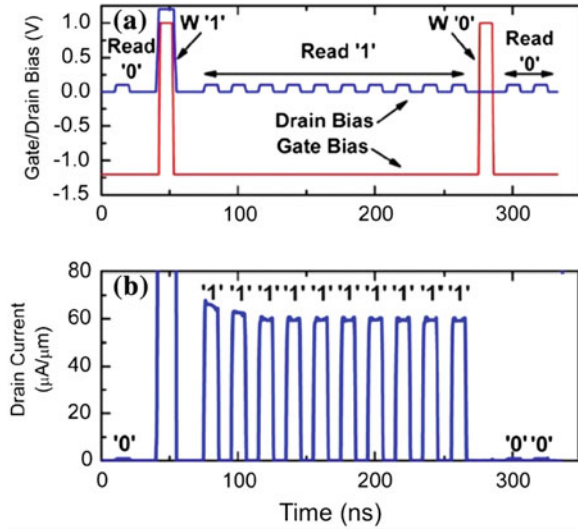 (a)
W '1'
W '0'
Read '0'
Read '1'
Read '0'
Drain Bias
Gate Bias
Gate/Drain Bias (V)
1.0
0.5
0.0
-0.5
-1.0
-1.5
0 100 200 300
(b)
'1' '1' '1' '1' '1' '1' '1' '1' '1' '1'
'0'
'0' '0'
Drain Current
(μA/μm)
80
60
40
20
0
0 100 200 300
Time (ns)